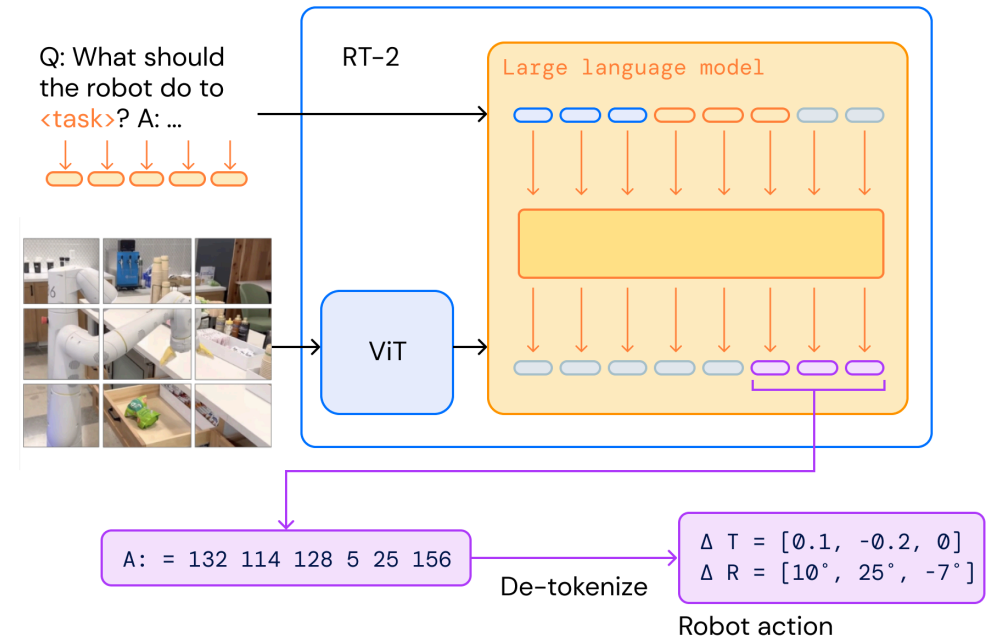 Q: What should
the robot do to
<task>? A: ...
RT-2
Large language model
ViT
A: = 132 114 128 5 25 156
De-tokenize
Δ T = [0.1, -0.2, 0]
Δ R = [10°, 25°, -7°]
Robot action